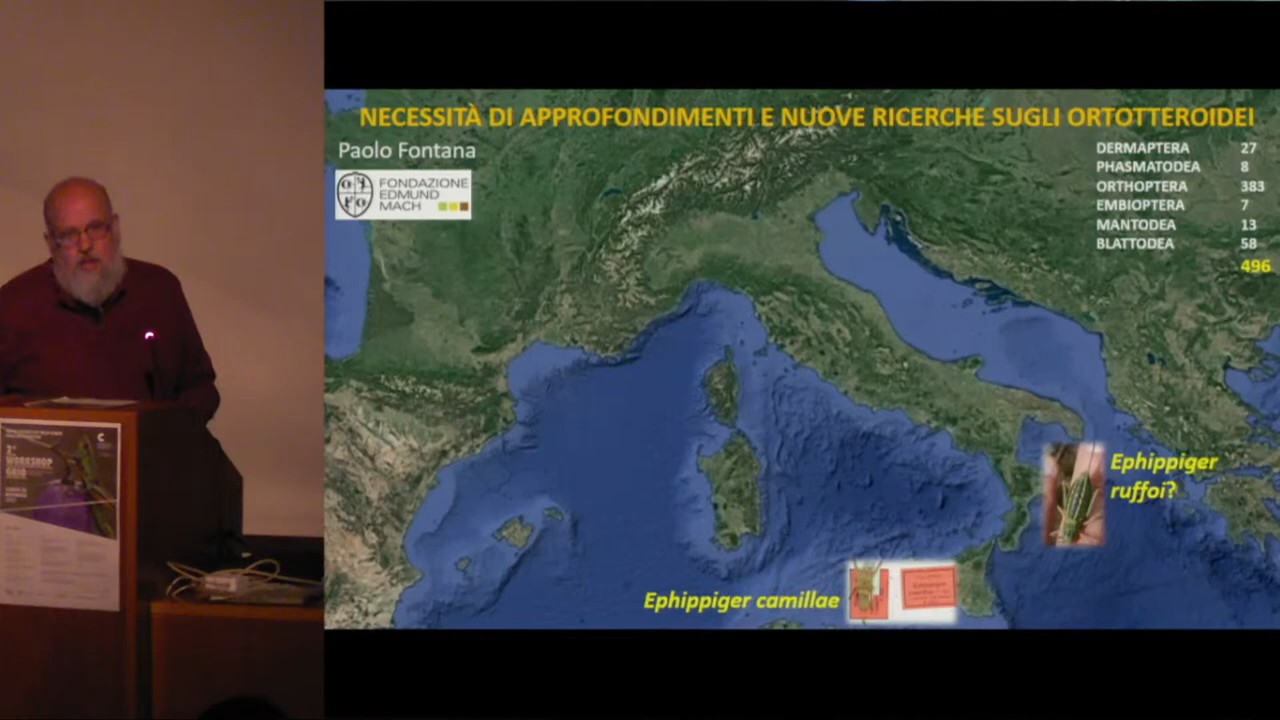 NECESSITÀ DI APPROFONDIMENTI E NUOVE RICERCHE SUGLI ORTOTTEROIDEI
Paolo Fontana
FONDAZIONE
EDMUND
MACH
DERMAPTERA 27
PHASMATODEA 8
ORTHOPTERA 383
EMBIOPTERA 7
MANTODEA 13
BLATTODEA 58
496
Ephippiger
ruffoi?
Ephippiger camillae
WORKSHOP